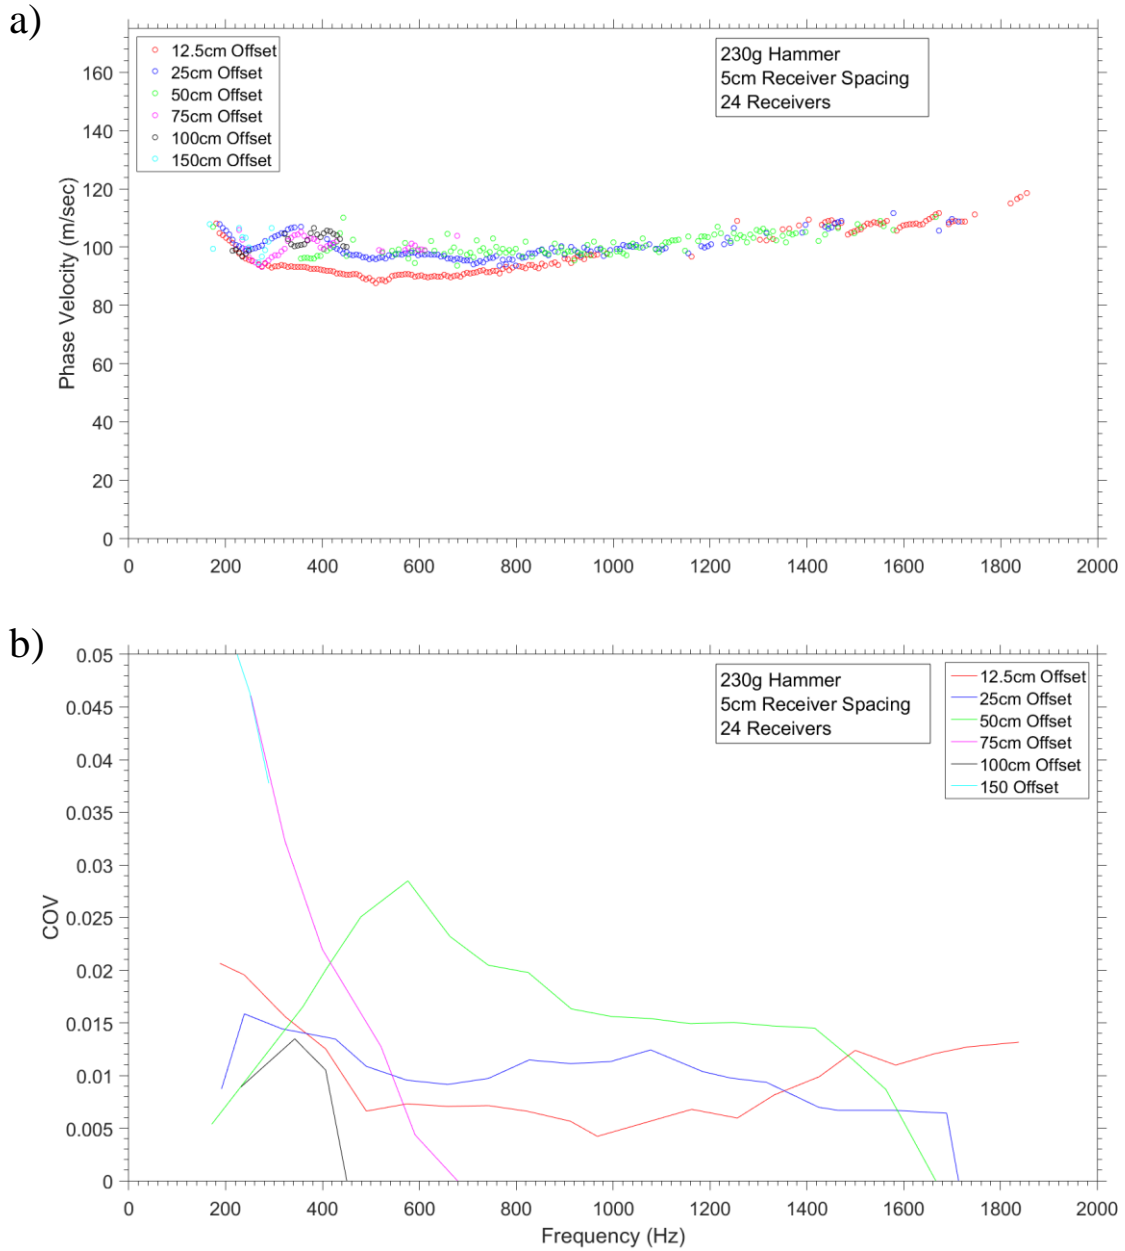 a)
12.5cm Offset
25cm Offset
50cm Offset
75cm Offset
100cm Offset
150cm Offset
230g Hammer
5cm Receiver Spacing
24 Receivers
160
140
120
100
80
60
40
20
0
Phase Velocity (m/sec)
0 200 400 600 800 1000 1200 1400 1600 1800 2000
b)
230g Hammer
5cm Receiver Spacing
24 Receivers
12.5cm Offset
25cm Offset
50cm Offset
75cm Offset
100cm Offset
150 Offset
0.05
0.045
0.04
0.035
0.03
0.025
0.02
0.015
0.01
0.005
0
COV
0 200 400 600 800 1000 1200 1400 1600 1800 2000
Frequency (Hz)